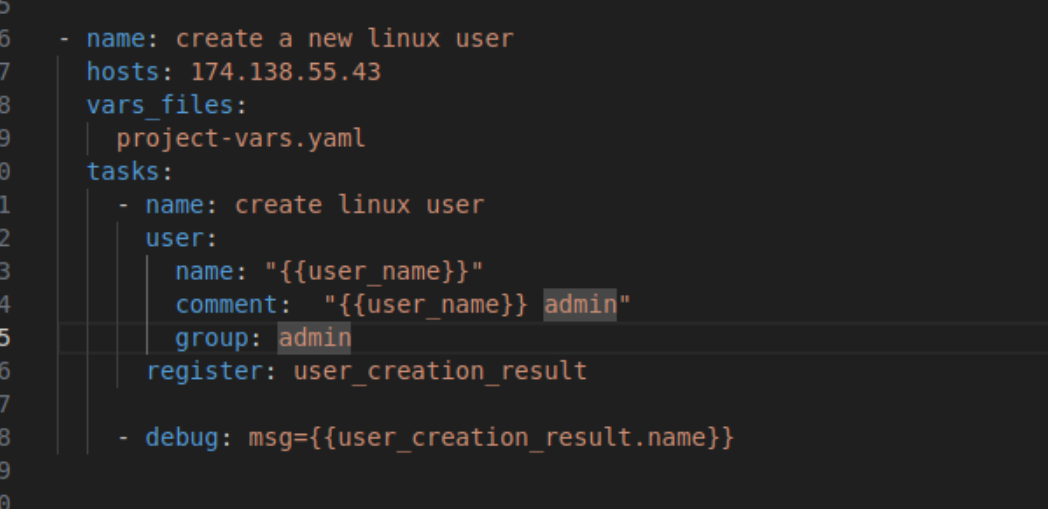 5
6 - name: create a new linux user
7 hosts: 174.138.55.43
8 vars_files:
9 project-vars.yaml
0 tasks:
1 - name: create linux user
2 user:
3 name: "{{user_name}}"
4 comment:  "{{user_name}} admin"
5 group: admin
6 register: user_creation_result
7
8 - debug: msg={{user_creation_result.name}}
9
0